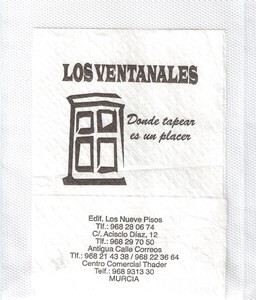 LOS VENTANALES
Donde tapear
es un placer
Edif. Los Nueve Pisos
Tlf.: 968 28 06 74
C/. Aciscio Díaz, 12
Tlf.: 968 29 70 50
Antigua Calle Correos
Tlf.: 968 21 43 38 / 968 22 36 64
Centro Comercial Thader
Telf.: 968 9313 30
MURCIA